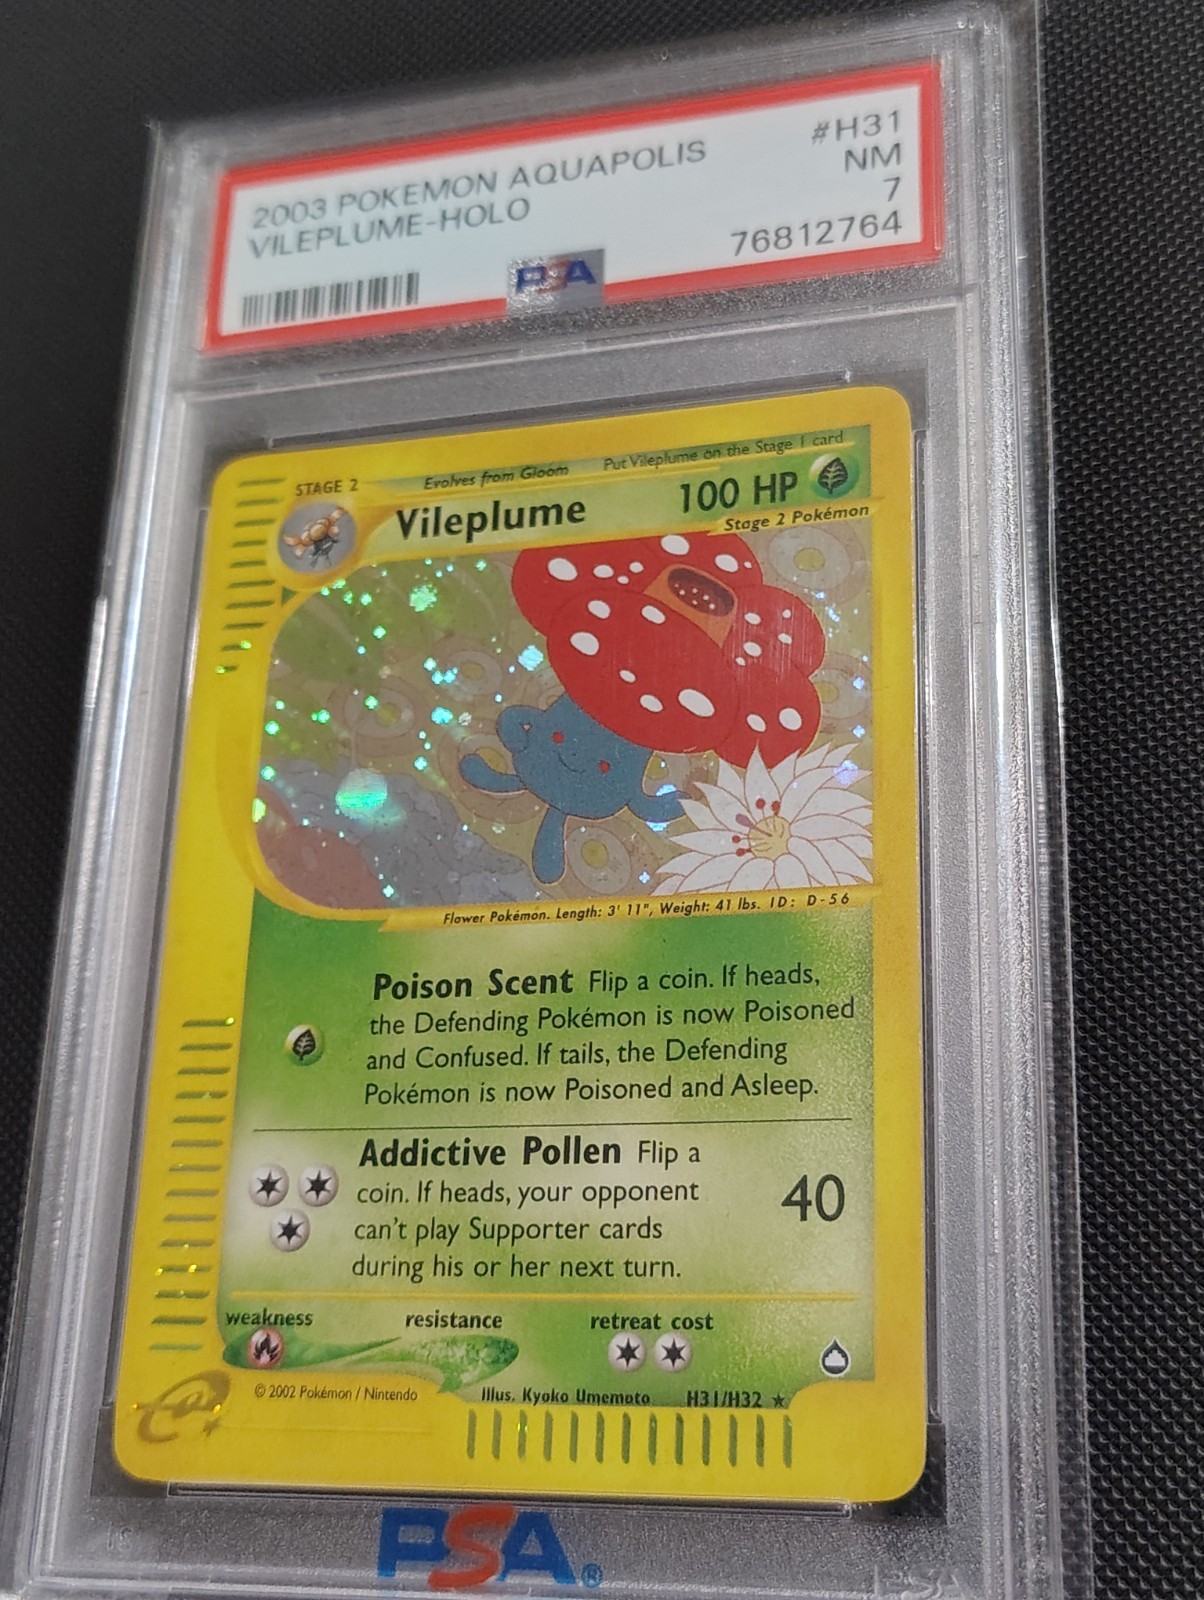 2003 POKEMON AQUAPOLIS #H31
VILEPLUME-HOLO NM
7
PSA 76812764
STAGE 2 Evolves from Gloom Put Vileplume on the Stage 1 card
Vileplume 100 HP
Stage 2 Pokémon
Flower Pokémon. Length: 3' 11", Weight: 41 lbs. ID: D-56
Poison Scent Flip a coin. If heads,
the Defending Pokémon is now Poisoned
and Confused. If tails, the Defending
Pokémon is now Poisoned and Asleep.
Addictive Pollen Flip a
coin. If heads, your opponent
can't play Supporter cards
during his or her next turn.
40
weakness resistance retreat cost
© 2002 Pokémon / Nintendo Illus. Kyoko Umemoto H31/H32 ★
e
PSA®